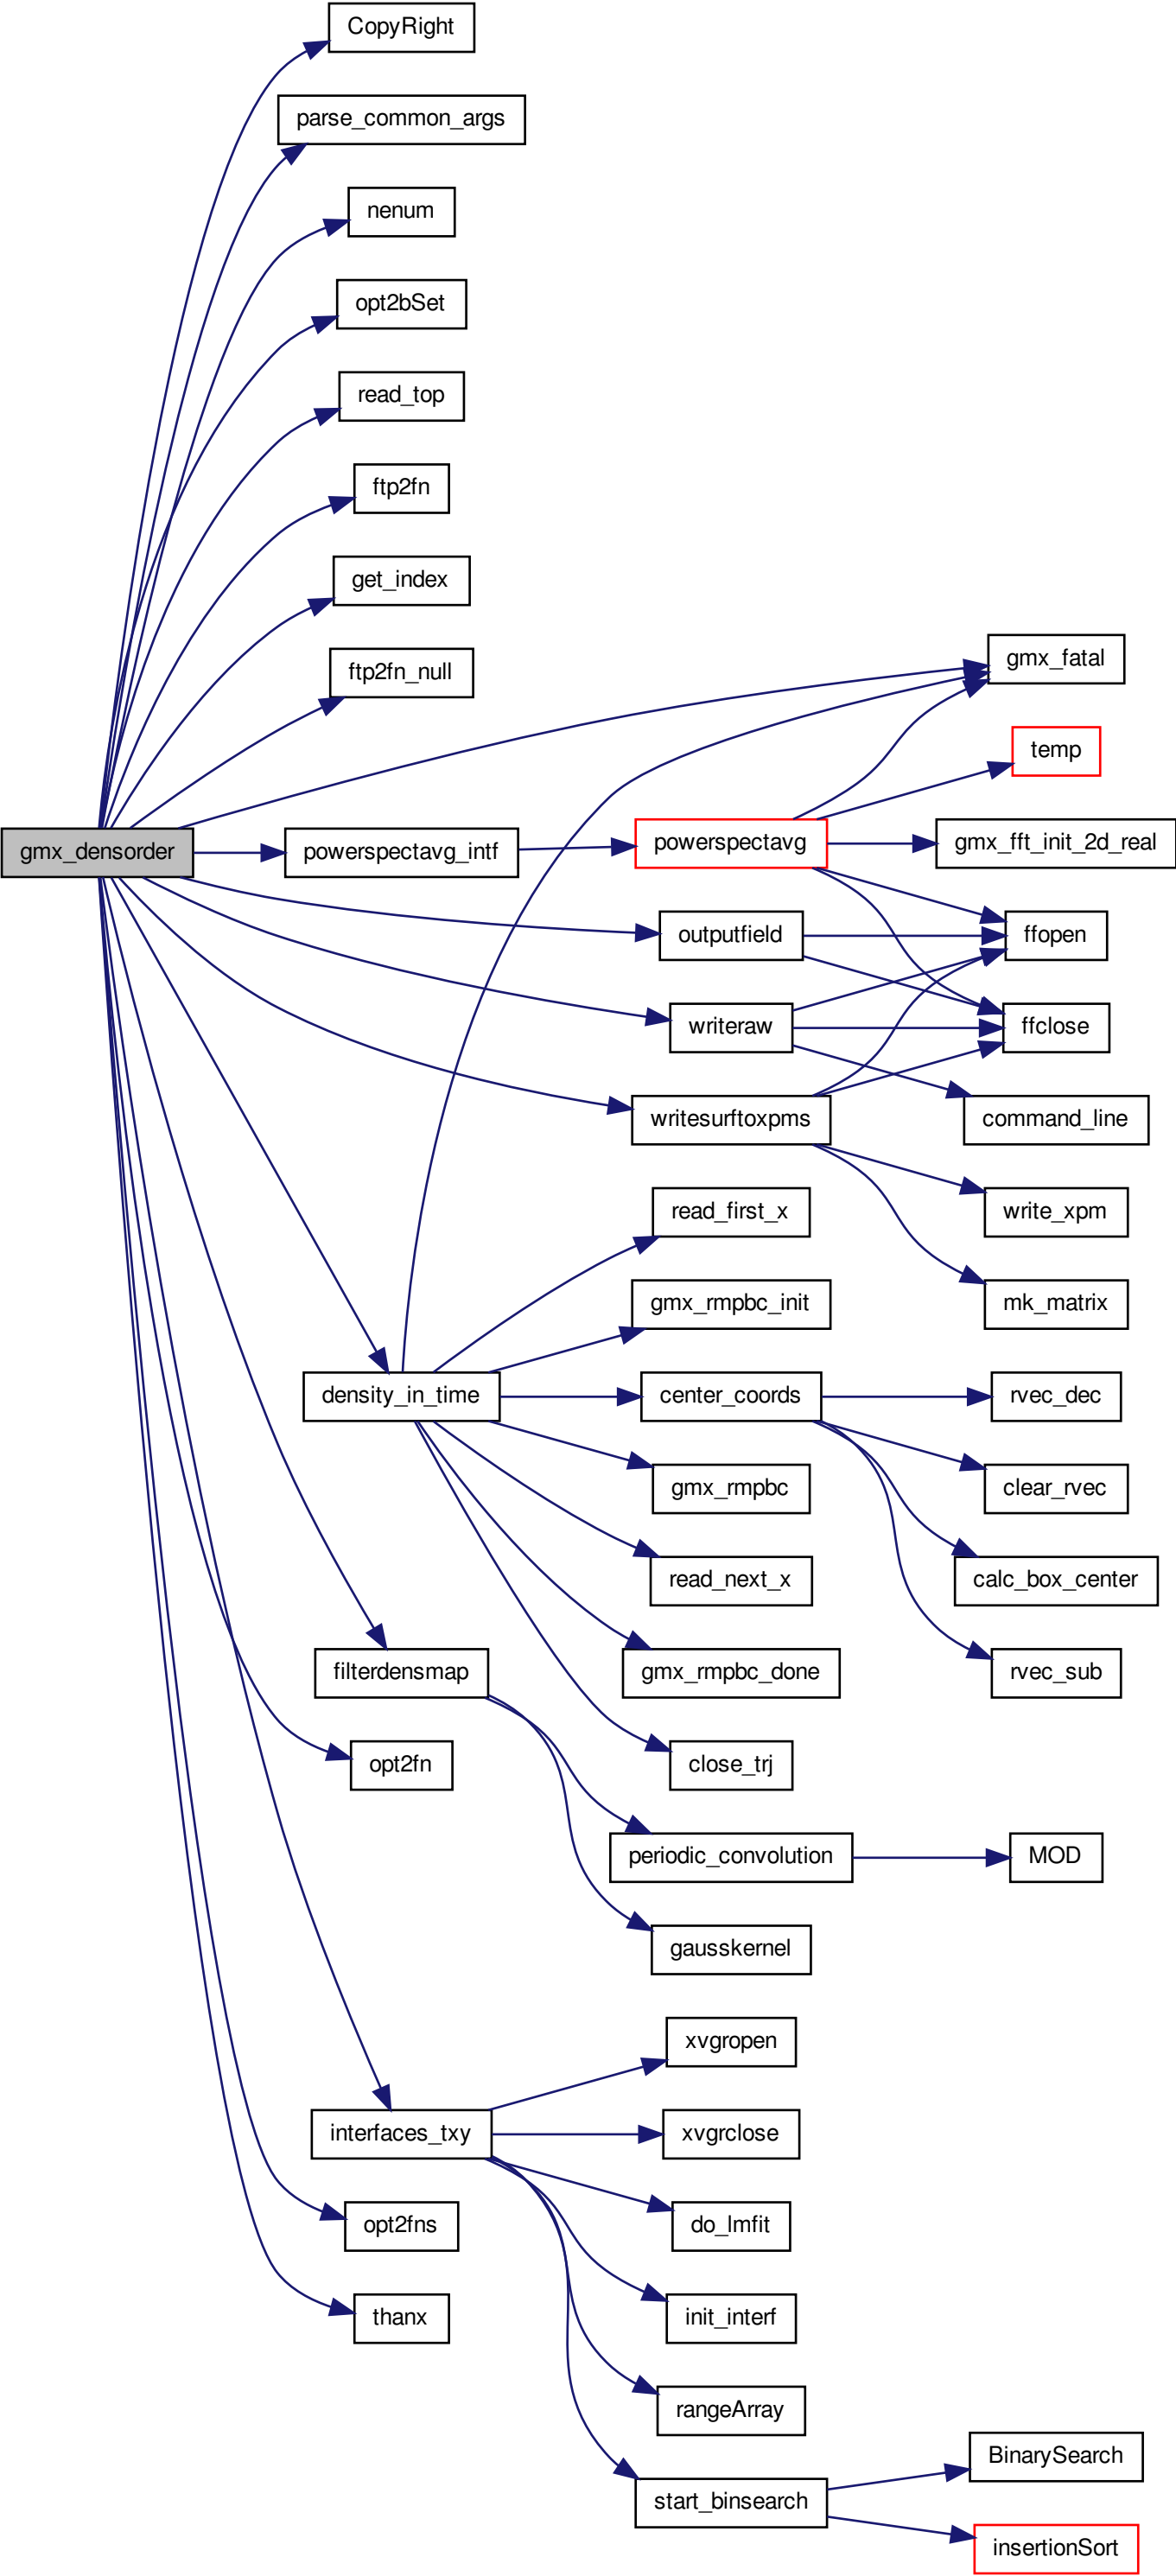 CopyRight
parse_common_args
nenum
opt2bSet
read_top
ftp2fn
get_index
ftp2fn_null
gmx_fatal
temp
gmx_densorder
powerspectavg_intf
powerspectavg
gmx_fft_init_2d_real
outputfield
ffopen
writeraw
ffclose
writesurftoxpms
command_line
read_first_x
write_xpm
gmx_rmpbc_init
mk_matrix
density_in_time
center_coords
rvec_dec
gmx_rmpbc
clear_rvec
read_next_x
calc_box_center
filterdensmap
gmx_rmpbc_done
rvec_sub
opt2fn
close_trj
periodic_convolution
MOD
gausskernel
xvgropen
interfaces_txy
xvgrclose
opt2fns
do_lmfit
thanx
init_interf
rangeArray
BinarySearch
start_binsearch
insertionSort